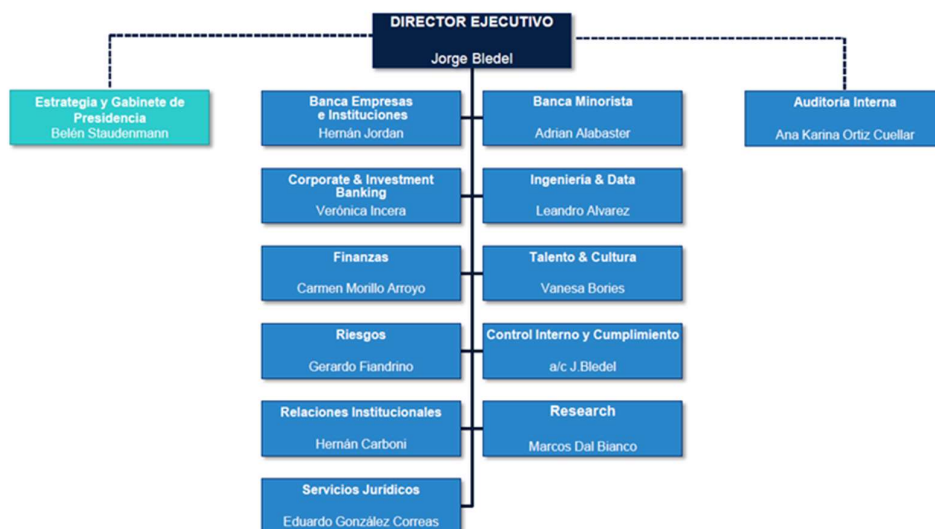 DIRECTOR EJECUTIVO
Jorge Bledel
Estrategia y Gabinete de
Presidencia
Belén Staudenmann
Banca Empresas
e Instituciones
Hernán Jordan
Banca Minorista
Adrian Alabaster
Auditoría Interna
Ana Karina Ortiz Cuellar
Corporate & Investment
Banking
Verónica Incera
Ingeniería & Data
Leandro Alvarez
Finanzas
Carmen Morillo Arroyo
Talento & Cultura
Vanesa Bories
Riesgos
Gerardo Fiandrino
Control Interno y Cumplimiento
a/c J.Bledel
Relaciones Institucionales
Hernán Carboni
Research
Marcos Dal Bianco
Servicios Jurídicos
Eduardo González Correas